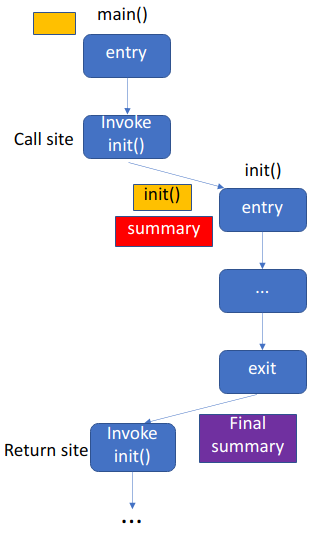 main()
entry
Invoke
init()
Call site
init()
init()
summary
entry
...
exit
Final
summary
Invoke
init()
Return site
...